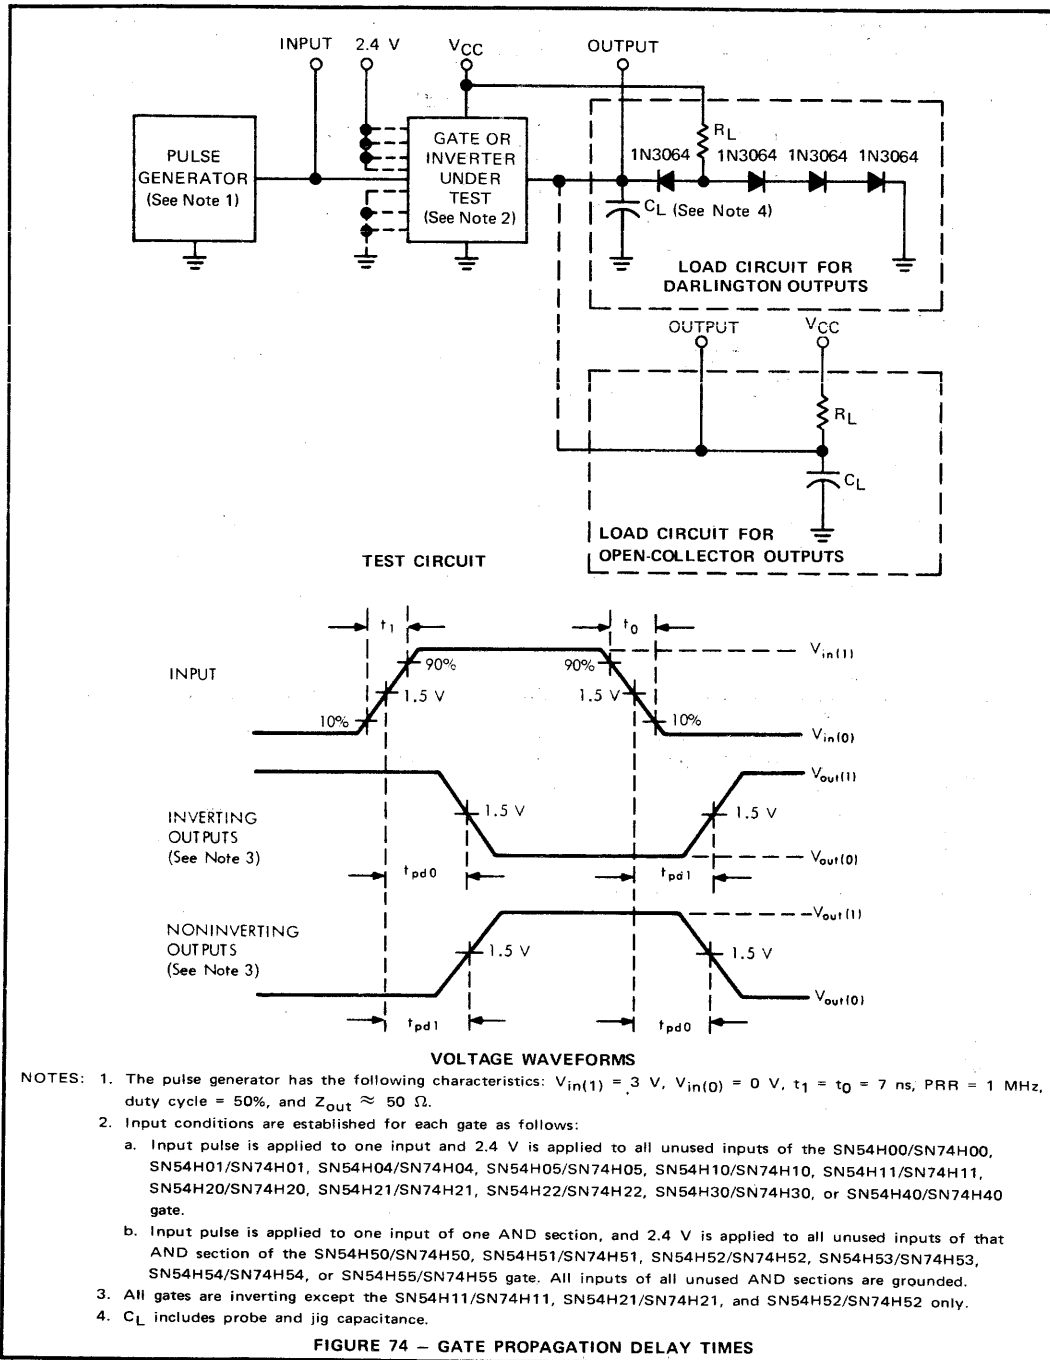 INPUT 2.4 V VCC OUTPUT
PULSE
GENERATOR
(See Note 1)
GATE OR
INVERTER
UNDER
TEST
(See Note 2)
RL
1N3064 1N3064 1N3064 1N3064
CL (See Note 4)
LOAD CIRCUIT FOR
DARLINGTON OUTPUTS
OUTPUT VCC
RL
CL
LOAD CIRCUIT FOR
OPEN-COLLECTOR OUTPUTS
TEST CIRCUIT
t1 t0
INPUT
Vin(1)
90% 90%
1.5 V 1.5 V
10% 10%
Vin(0)
Vout(1)
INVERTING
OUTPUTS
(See Note 3)
1.5 V 1.5 V
Vout(0)
tpd0 tpd1
Vout(1)
NONINVERTING
OUTPUTS
(See Note 3)
1.5 V 1.5 V
Vout(0)
tpd1 tpd0
VOLTAGE WAVEFORMS
NOTES: 1. The pulse generator has the following characteristics: Vin(1) = 3 V, Vin(0) = 0 V, t1 = t0 = 7 ns, PRR = 1 MHz,
duty cycle = 50%, and Zout ≈ 50 Ω.
2. Input conditions are established for each gate as follows:
a. Input pulse is applied to one input and 2.4 V is applied to all unused inputs of the SN54H00/SN74H00,
SN54H01/SN74H01, SN54H04/SN74H04, SN54H05/SN74H05, SN54H10/SN74H10, SN54H11/SN74H11,
SN54H20/SN74H20, SN54H21/SN74H21, SN54H22/SN74H22, SN54H30/SN74H30, or SN54H40/SN74H40
gate.
b. Input pulse is applied to one input of one AND section, and 2.4 V is applied to all unused inputs of that
AND section of the SN54H50/SN74H50, SN54H51/SN74H51, SN54H52/SN74H52, SN54H53/SN74H53,
SN54H54/SN74H54, or SN54H55/SN74H55 gate. All inputs of all unused AND sections are grounded.
3. All gates are inverting except the SN54H11/SN74H11, SN54H21/SN74H21, and SN54H52/SN74H52 only.
4. CL includes probe and jig capacitance.
FIGURE 74 – GATE PROPAGATION DELAY TIMES